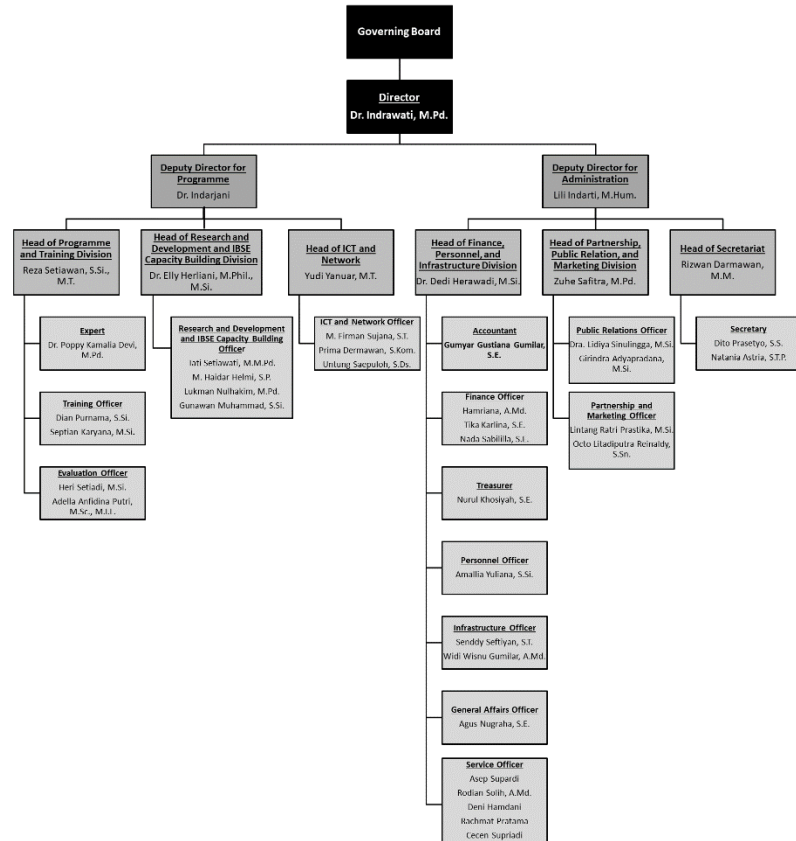 Governing Board
Director
Dr. Indrawati, M.Pd.
Deputy Director for
Programme
Dr. Indarjani
Deputy Director for
Administration
Lili Indarti, M.Hum.
Head of Programme
and Training Division
Reza Setiawan, S.Si.,
M.T.
Head of Research and
Development and IBSE
Capacity Building Division
Dr. Elly Herliani, M.Phil.,
M.Si.
Head of ICT and
Network
Yudi Yanuar, M.T.
Head of Finance,
Personnel, and
Infrastructure Division
Dr. Dedi Herawadi, M.Si.
Head of Partnership,
Public Relation, and
Marketing Division
Zuhe Safitra, M.Pd.
Head of Secretariat
Rizwan Darmawan,
M.M.
Expert
Dr. Poppy Kamalia Devi,
M.Pd.
Training Officer
Dian Purnama, S.Si.
Septian Karyana, M.Si.
Evaluation Officer
Heri Setiadi, M.Si.
Adella Anfidina Putri,
M.Sc.,
Research and Development
and IBSE Capacity Building
Officer
Iati Setiawati, M.M.Pd.
M. Haidar Helmi, S.P.
Lukman Nulhakim, M.Pd.
Gunawan Muhammad, S.Si.
ICT and Network Officer
M. Firman Sujana, S.T.
Prima Dermawan, S.Kom.
Untung Saepuloh, S.Ds.
Accountant
Gumyar Gustiana Gumilar,
S.E.
Finance Officer
Hamriana, A.Md.
Tika Karlina, S.E.
Nada Sabililla,
Treasurer
Nurul Khosiyah, S.E.
Personnel Officer
Amallia Yuliana, S.Si.
Infrastructure Officer
Senddy Seftiyan, S.T.
Widi Wisnu Gumilar, A.Md.
General Affairs Officer
Agus Nugraha, S.E.
Service Officer
Asep Supardi
Rodian Solih, A.Md.
Deni Hamdani
Rachmat Pratama
Cecen Supriadi
Public Relations Officer
Dra. Lidiya Sinulingga, M.Si.
Girindra Adyapradana,
M.Si.
Partnership and
Marketing Officer
Lintang Ratri Prastika, M.Si.
Octo Litadiputra Reinaldy,
S.Sn.
Secretary
Dito Prasetyo, S.S.
Natania Astria, S.T.P.